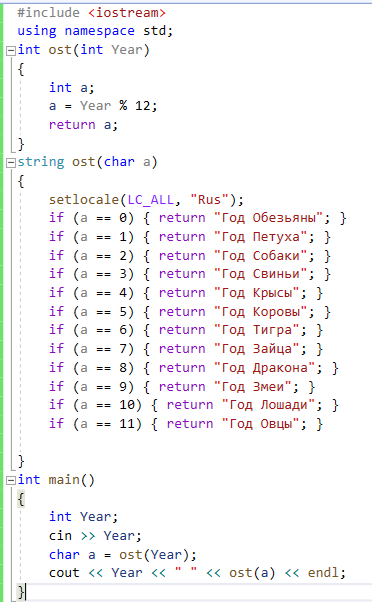 #include <iostream>
using namespace std;
int ost(int Year)
{
    int a;
    a = Year % 12;
    return a;
}
string ost(char a)
{
    setlocale(LC_ALL, "Rus");
    if (a == 0) { return "Год Обезьяны"; }
    if (a == 1) { return "Год Петуха"; }
    if (a == 2) { return "Год Собаки"; }
    if (a == 3) { return "Год Свиньи"; }
    if (a == 4) { return "Год Крысы"; }
    if (a == 5) { return "Год Коровы"; }
    if (a == 6) { return "Год Тигра"; }
    if (a == 7) { return "Год Зайца"; }
    if (a == 8) { return "Год Дракона"; }
    if (a == 9) { return "Год Змеи"; }
    if (a == 10) { return "Год Лошади"; }
    if (a == 11) { return "Год Овцы"; }

}
int main()
{
    int Year;
    cin >> Year;
    char a = ost(Year);
    cout << Year << " " << ost(a) << endl;
}